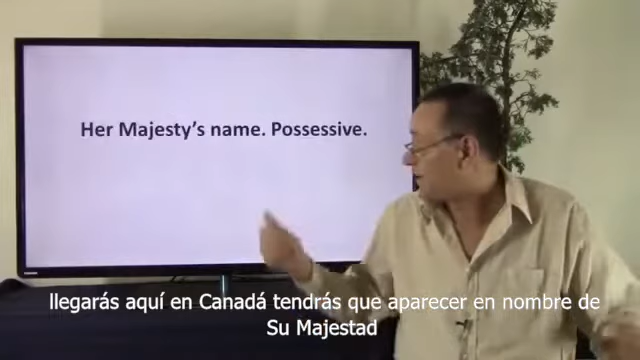 Her Majesty's name. Possessive.
llegarás aquí en Canadá tendrás que aparecer en nombre de
Su Majestad